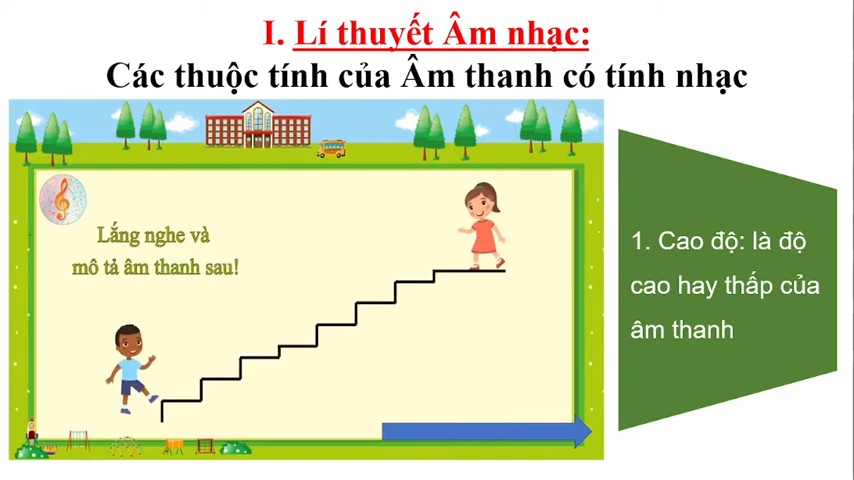 I. Lí thuyết Âm nhạc:
Các thuộc tính của Âm thanh có tính nhạc
Lắng nghe và
mô tả âm thanh sau!
1. Cao độ: là độ
cao hay thấp của
âm thanh